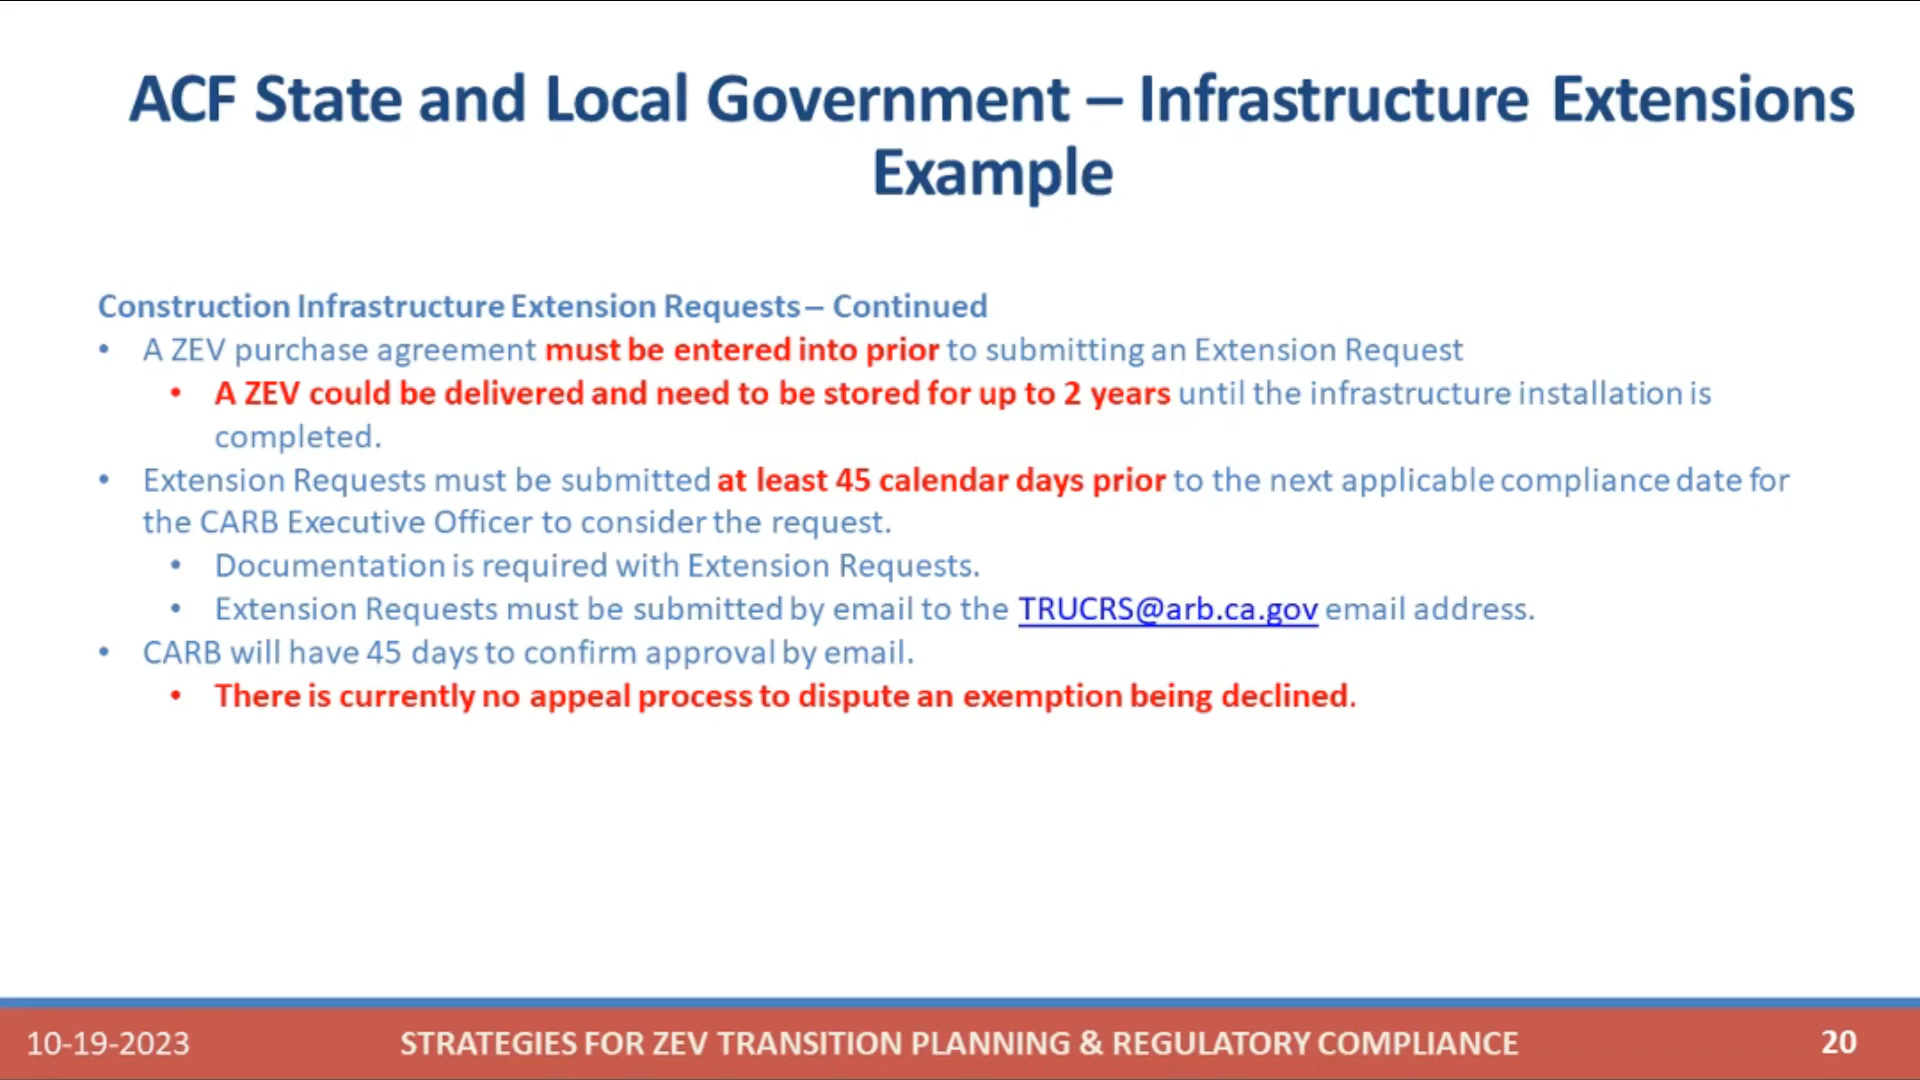 ACF State and Local Government – Infrastructure Extensions
Example
Construction Infrastructure Extension Requests – Continued
• A ZEV purchase agreement must be entered into prior to submitting an Extension Request
• A ZEV could be delivered and need to be stored for up to 2 years until the infrastructure installation is
completed.
• Extension Requests must be submitted at least 45 calendar days prior to the next applicable compliance date for
the CARB Executive Officer to consider the request.
• Documentation is required with Extension Requests.
• Extension Requests must be submitted by email to the TRUCRS@arb.ca.gov email address.
• CARB will have 45 days to confirm approval by email.
• There is currently no appeal process to dispute an exemption being declined.
10-19-2023 STRATEGIES FOR ZEV TRANSITION PLANNING & REGULATORY COMPLIANCE 20